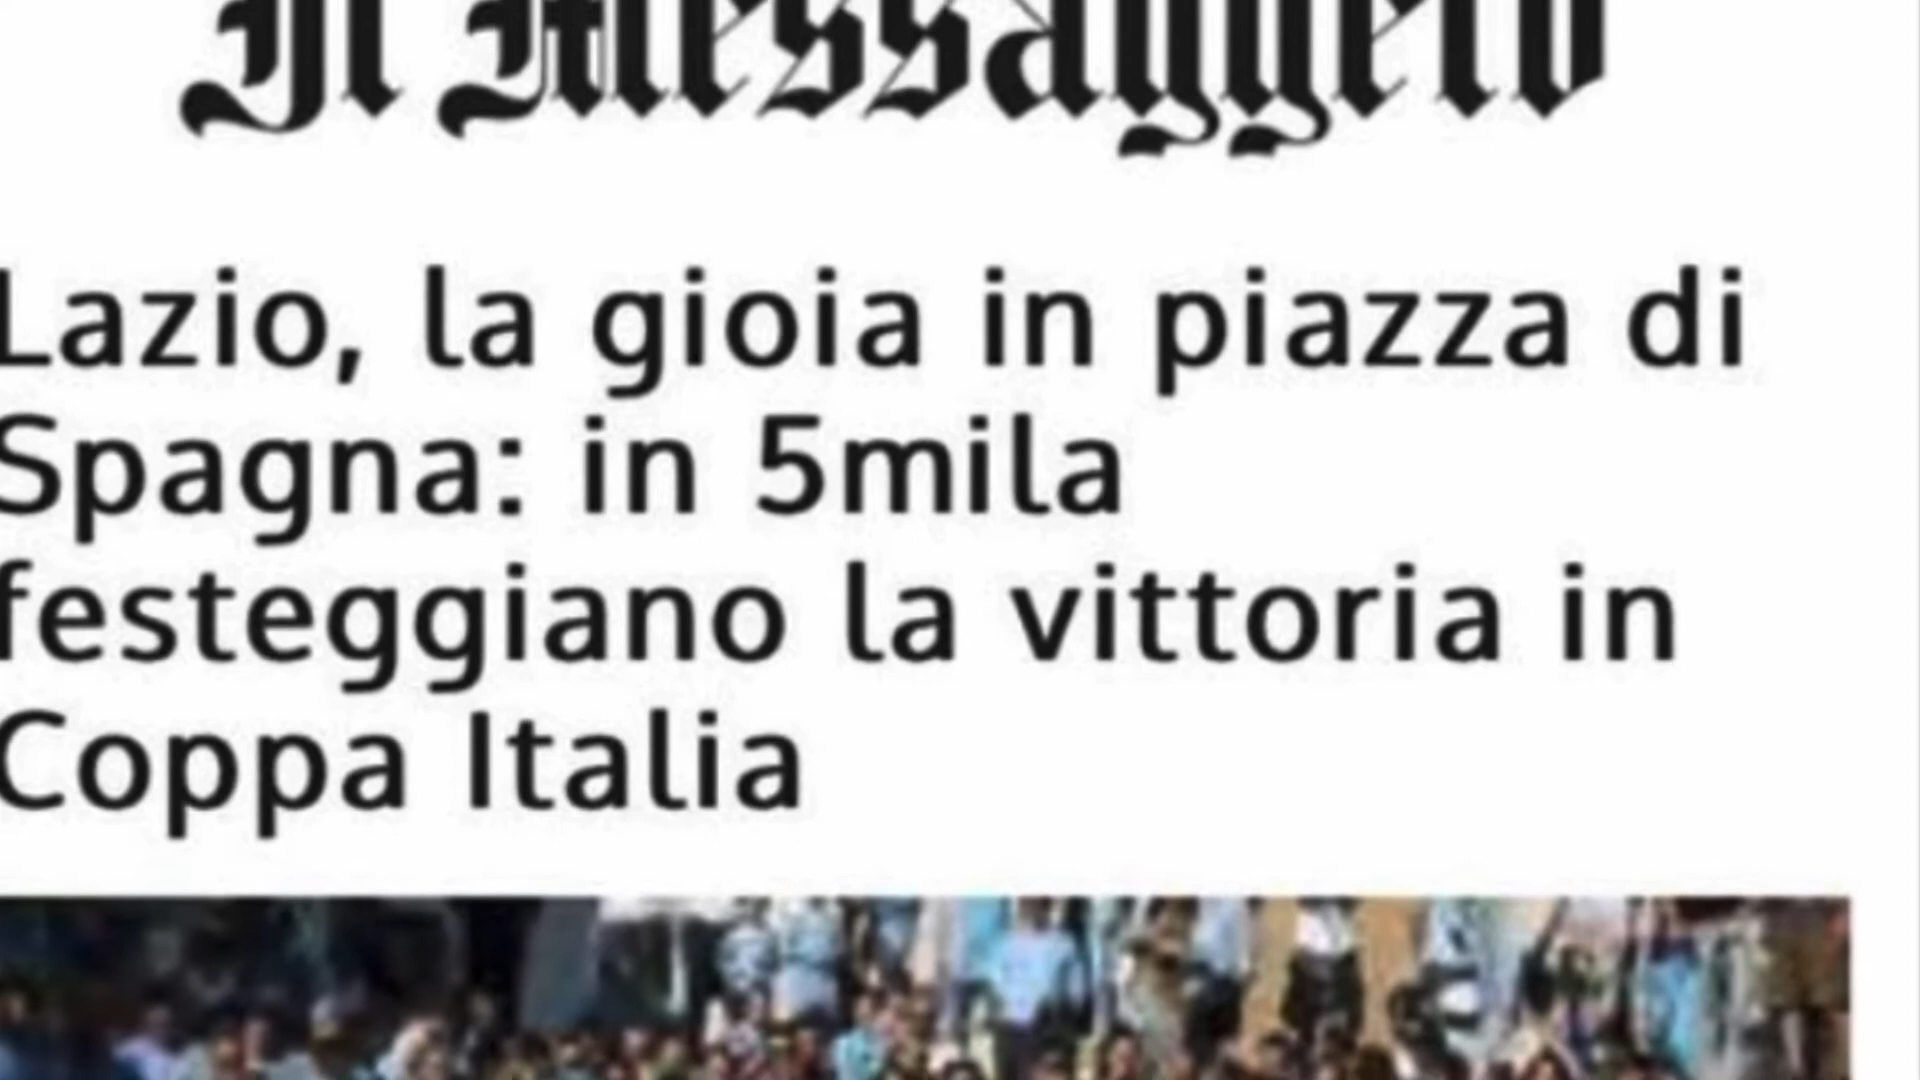 Il Messaggero
Lazio, la gioia in piazza di
Spagna: in 5mila
festeggiano la vittoria in
Coppa Italia